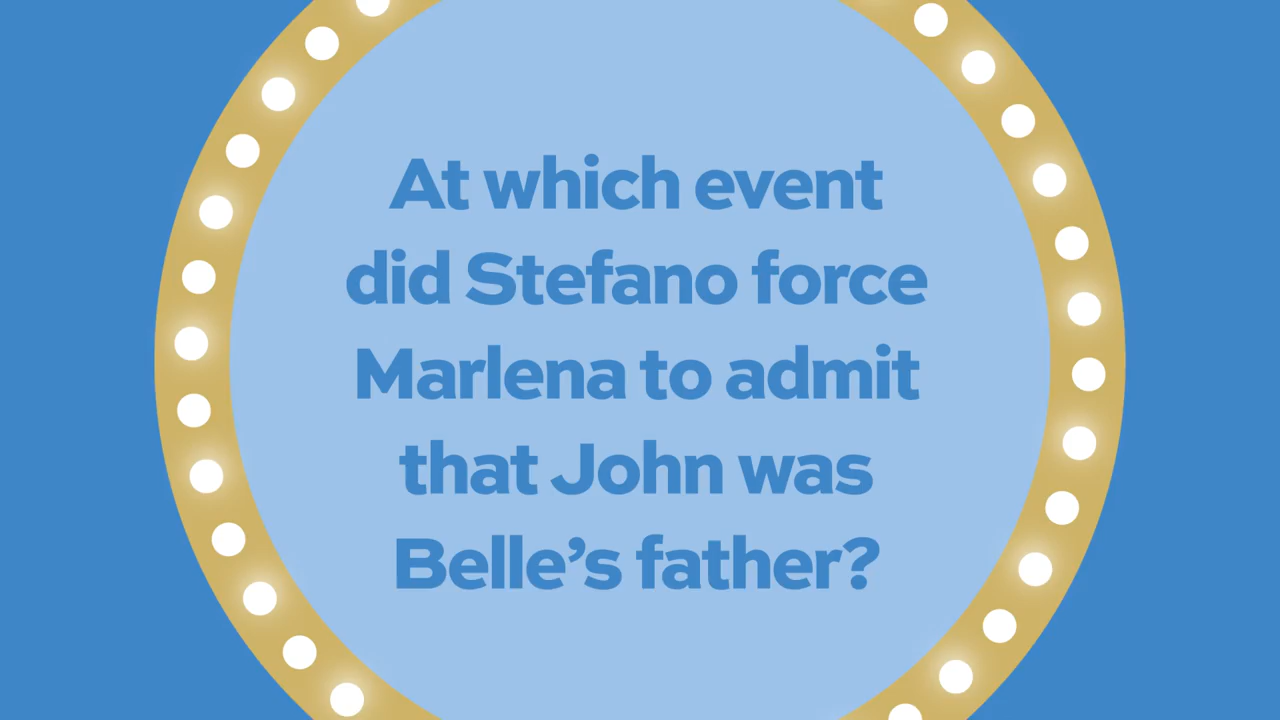 At which event
did Stefano force
Marlena to admit
that John was
Belle’s father?